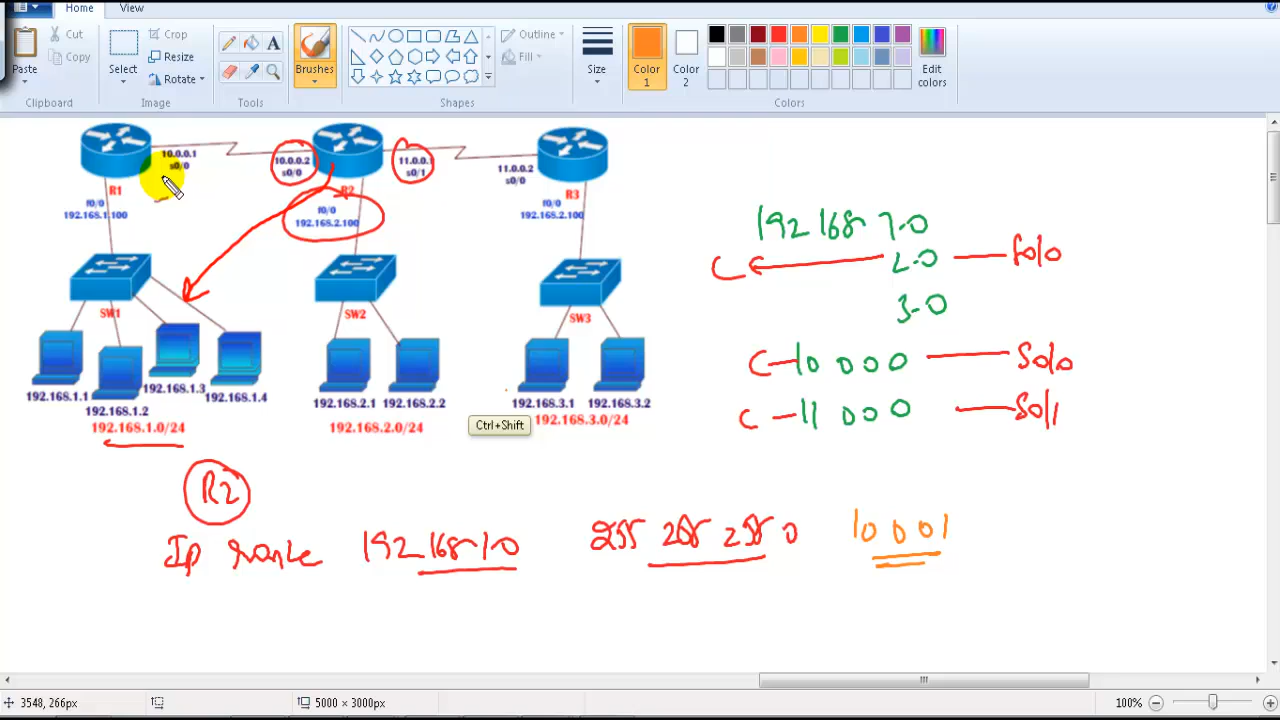 Home View
Cut
Copy
Paste
Clipboard
Select
Crop
Resize
Rotate
Image
Tools
Brushes
Shapes
Outline
Fill
Size
Color 1
Color 2
Edit colors
Colors
10.0.0.1
s0/0
R1
f0/0
192.168.1.100
10.0.0.2
s0/0
R2
11.0.0.1
s0/1
f0/0
192.168.2.100
11.0.0.2
s0/0
R3
f0/0
192.168.2.100
SW1
SW2
SW3
192.168.1.1
192.168.1.2
192.168.1.3
192.168.1.4
192.168.1.0/24
192.168.2.1
192.168.2.2
192.168.2.0/24
192.168.3.1
192.168.3.2
192.168.3.0/24
Ctrl+Shift
192 168 1.0
C 2.0 f0/0
3.0
C 10 0 0 0 S0/0
C 11 0 0 0 S0/1
R2
Ip route 192 168 1 0 255 255 255 0 10 0 0 1
3548, 266px
5000 × 3000px
100%